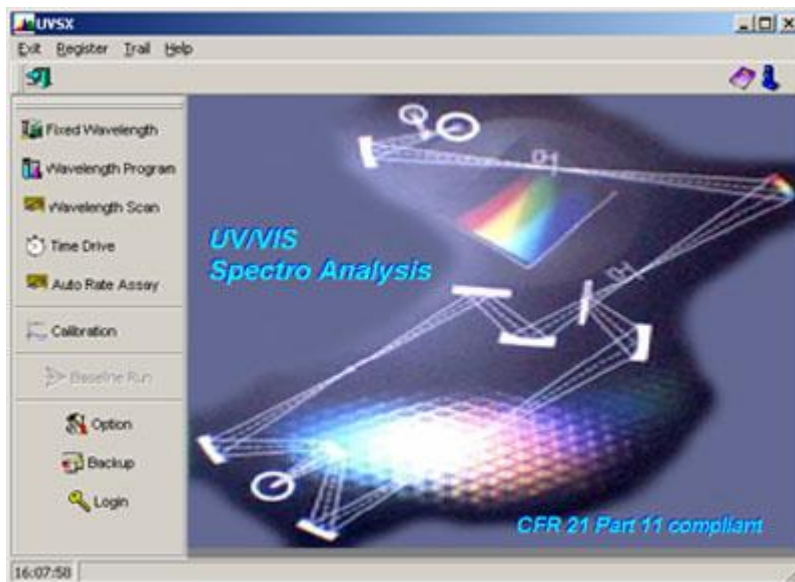 UVSX
Exit Register Trail Help
Fixed Wavelength
Wavelength Program
Wavelength Scan
Time Drive
Auto Rate Assay
Calibration
Baseline Run
Option
Backup
Login
UV/VIS
Spectro Analysis
CFR 21 Part 11 compliant
16:07:58